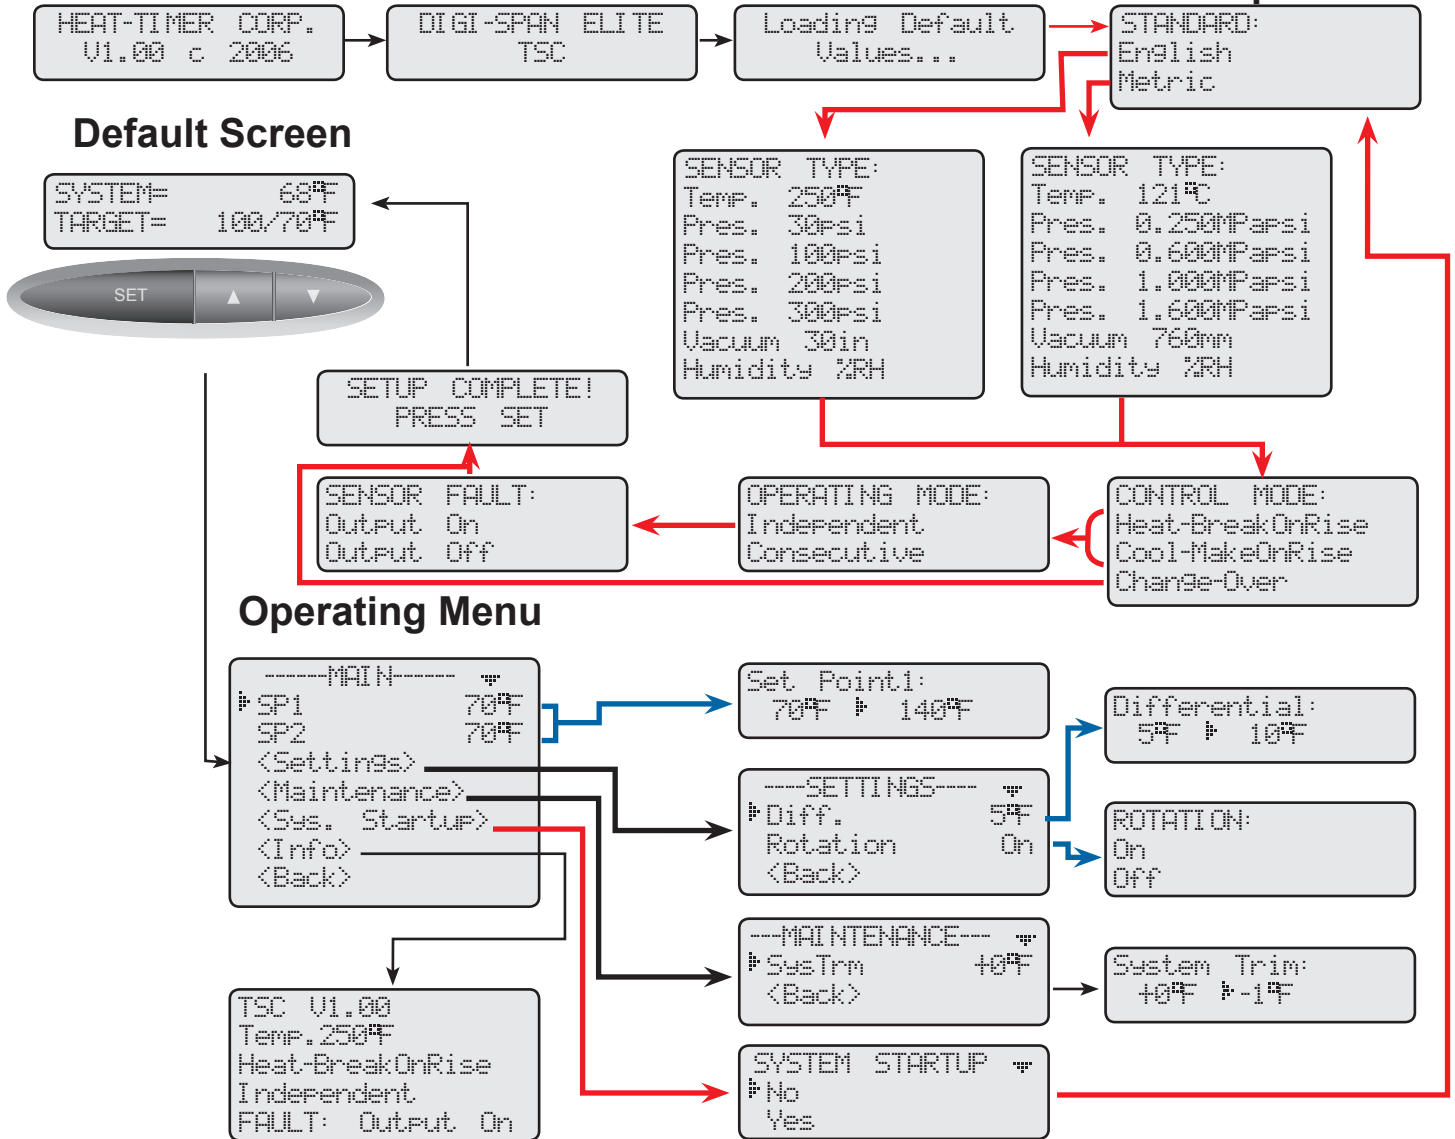 HEAT-TIMER CORP.
V1.00 c 2006
DIGI-SPAN ELITE
TSC
Loading Default
Values...
STANDARD:
English
Metric
Default Screen
SYSTEM= 68°F
TARGET= 100/70°F
SET ▲ ▼
SENSOR TYPE:
Temp. 250°F
Pres. 30psi
Pres. 100psi
Pres. 200psi
Pres. 300psi
Vacuum 30in
Humidity %RH
SENSOR TYPE:
Temp. 121°C
Pres. 0.250MPapsi
Pres. 0.600MPapsi
Pres. 1.000MPapsi
Pres. 1.600MPapsi
Vacuum 760mm
Humidity %RH
SETUP COMPLETE!
PRESS SET
SENSOR FAULT:
Output On
Output Off
OPERATING MODE:
Independent
Consecutive
CONTROL MODE:
Heat-BreakOnRise
Cool-MakeOnRise
Change-Over
Operating Menu
------MAIN------
SP1 70°F
SP2 70°F
<Settings>
<Maintenance>
<Sys. Startup>
<Info>
<Back>
Set Point1:
70°F 140°F
Differential:
5°F 10°F
----SETTINGS----
Diff. 5°F
Rotation On
<Back>
ROTATION:
On
Off
---MAINTENANCE---
SysTrm +0°F
<Back>
System Trim:
+0°F -1°F
TSC V1.00
Temp.250°F
Heat-BreakOnRise
Independent
FAULT: Output On
SYSTEM STARTUP
No
Yes